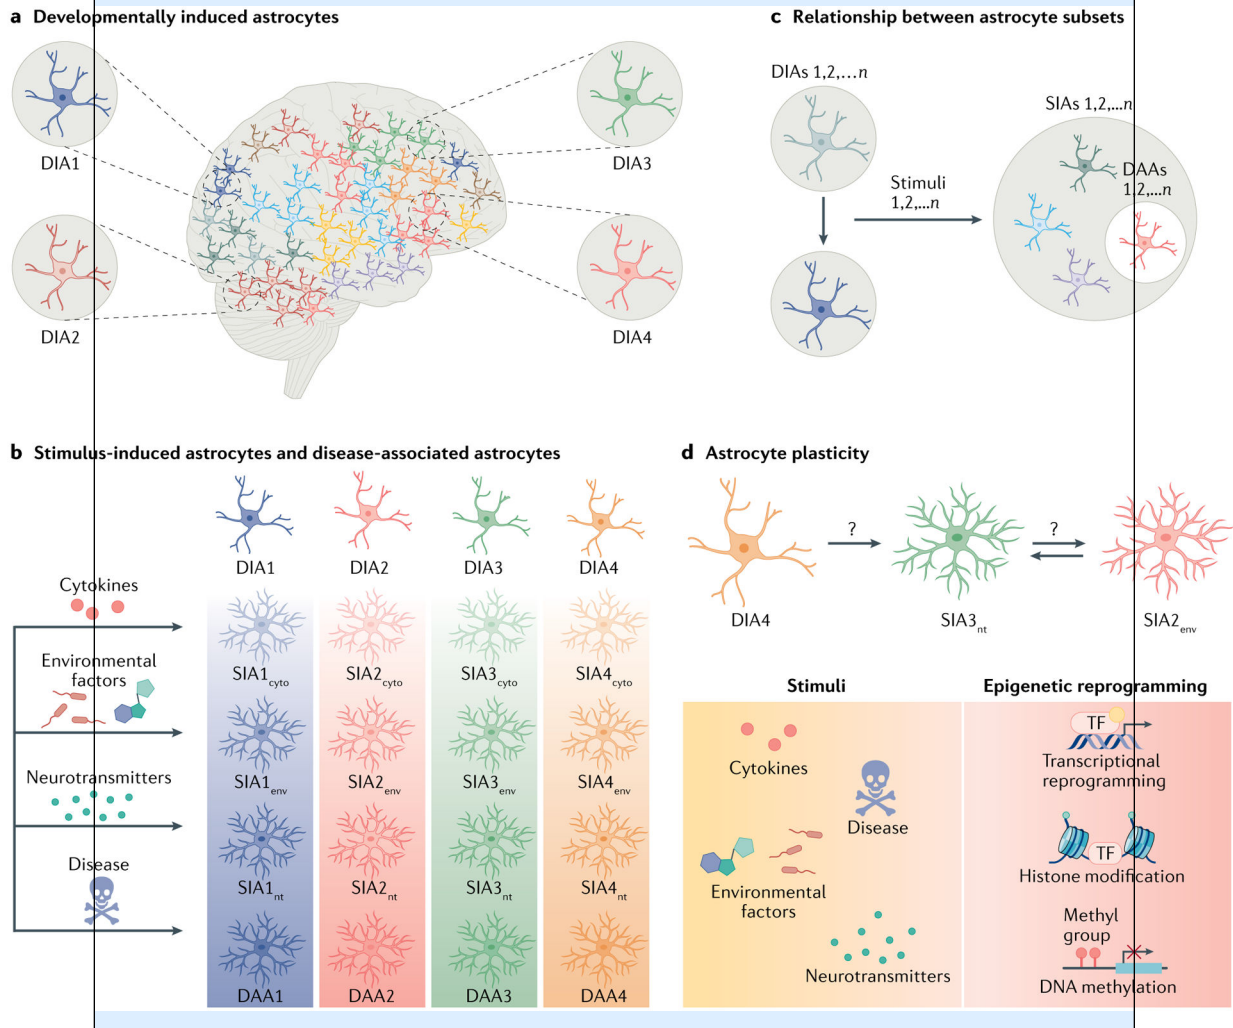 a Developmentally induced astrocytes
DIA1
DIA2
DIA3
DIA4
c Relationship between astrocyte subsets
DIAs 1,2,...n
Stimuli
1,2,...n
SIAs 1,2,...n
DAAs
1,2,...n
b Stimulus-induced astrocytes and disease-associated astrocytes
DIA1 DIA2 DIA3 DIA4
Cytokines
SIA1cyto SIA2cyto SIA3cyto SIA4cyto
Environmental
factors
SIA1env SIA2env SIA3env SIA4env
Neurotransmitters
SIA1nt SIA2nt SIA3nt SIA4nt
Disease
DAA1 DAA2 DAA3 DAA4
d Astrocyte plasticity
? ?
DIA4 SIA3nt SIA2env
Stimuli
Cytokines
Disease
Environmental
factors
Neurotransmitters
Epigenetic reprogramming
TF
Transcriptional
reprogramming
TF
Histone modification
Methyl
group
DNA methylation